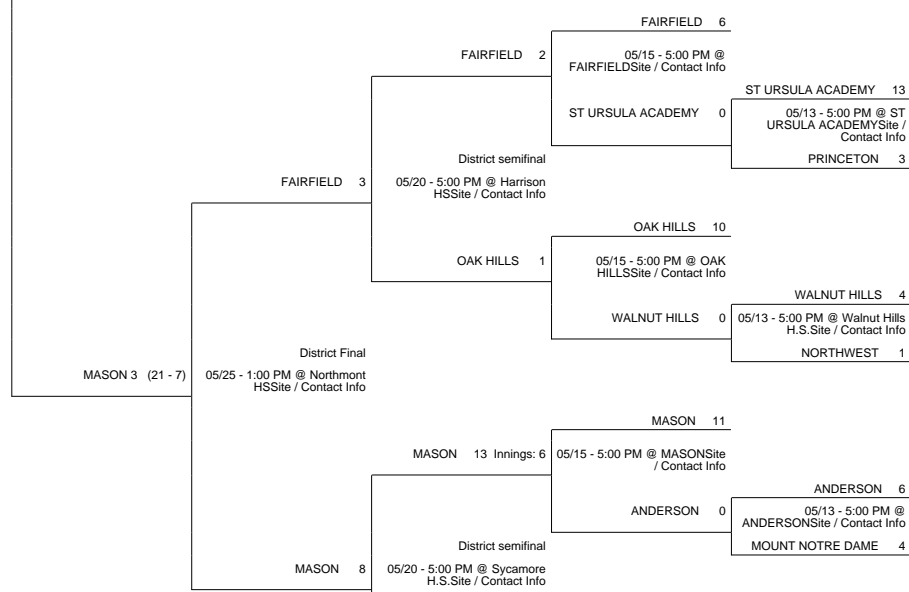 FAIRFIELD 6
FAIRFIELD 2
05/15 - 5:00 PM @
FAIRFIELDSite / Contact Info
ST URSULA ACADEMY 13
ST URSULA ACADEMY 0
05/13 - 5:00 PM @ ST
URSULA ACADEMYSite /
Contact Info
District semifinal
PRINCETON 3
FAIRFIELD 3
05/20 - 5:00 PM @ Harrison
HSSite / Contact Info
OAK HILLS 10
OAK HILLS 1
05/15 - 5:00 PM @ OAK
HILLSSite / Contact Info
WALNUT HILLS 4
WALNUT HILLS 0
05/13 - 5:00 PM @ Walnut Hills
H.S.Site / Contact Info
District Final
NORTHWEST 1
MASON 3 (21 - 7)
05/25 - 1:00 PM @ Northmont
HSSite / Contact Info
MASON 11
MASON 13 Innings: 6
05/15 - 5:00 PM @ MASONSite
/ Contact Info
ANDERSON 6
ANDERSON 0
05/13 - 5:00 PM @
ANDERSONSite / Contact Info
District semifinal
MOUNT NOTRE DAME 4
MASON 8
05/20 - 5:00 PM @ Sycamore
H.S.Site / Contact Info